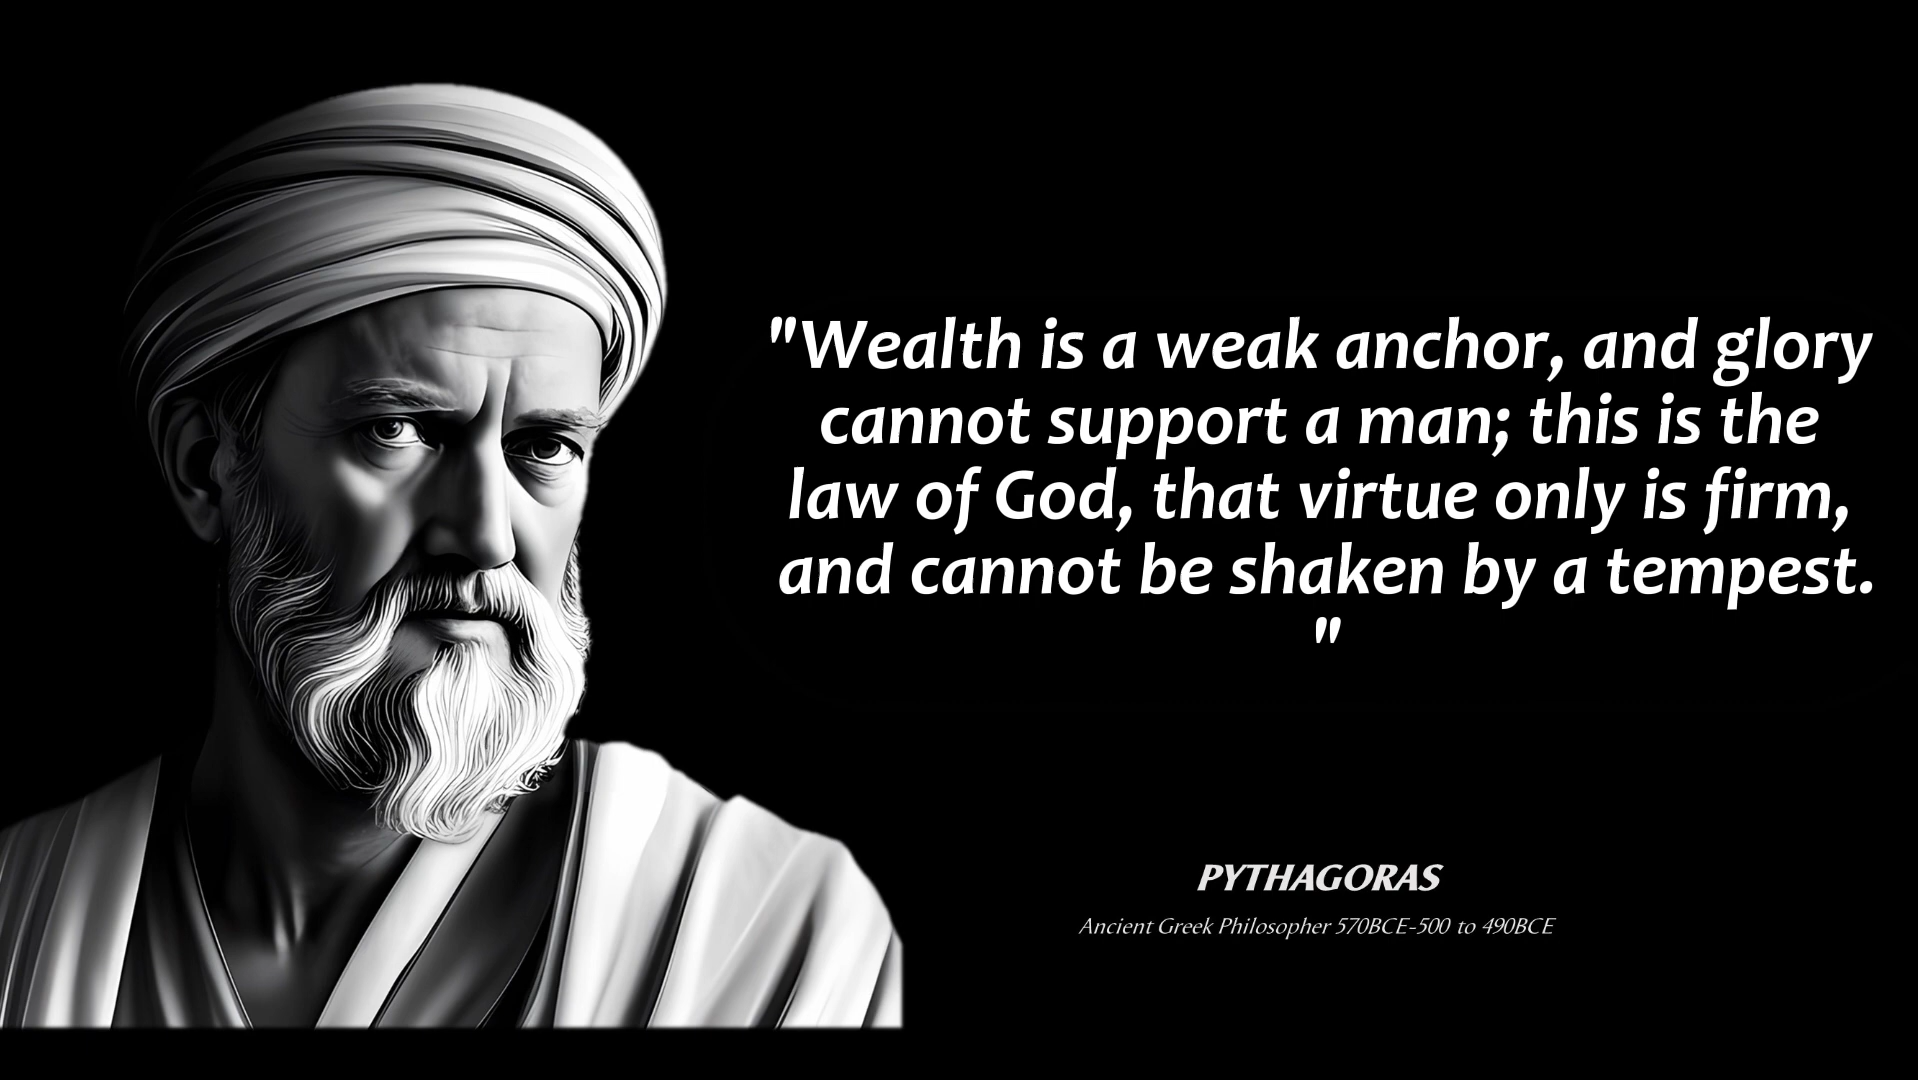 "Wealth is a weak anchor, and glory
cannot support a man; this is the
law of God, that virtue only is firm,
and cannot be shaken by a tempest.
"
PYTHAGORAS
Ancient Greek Philosopher 570BCE-500 to 490BCE